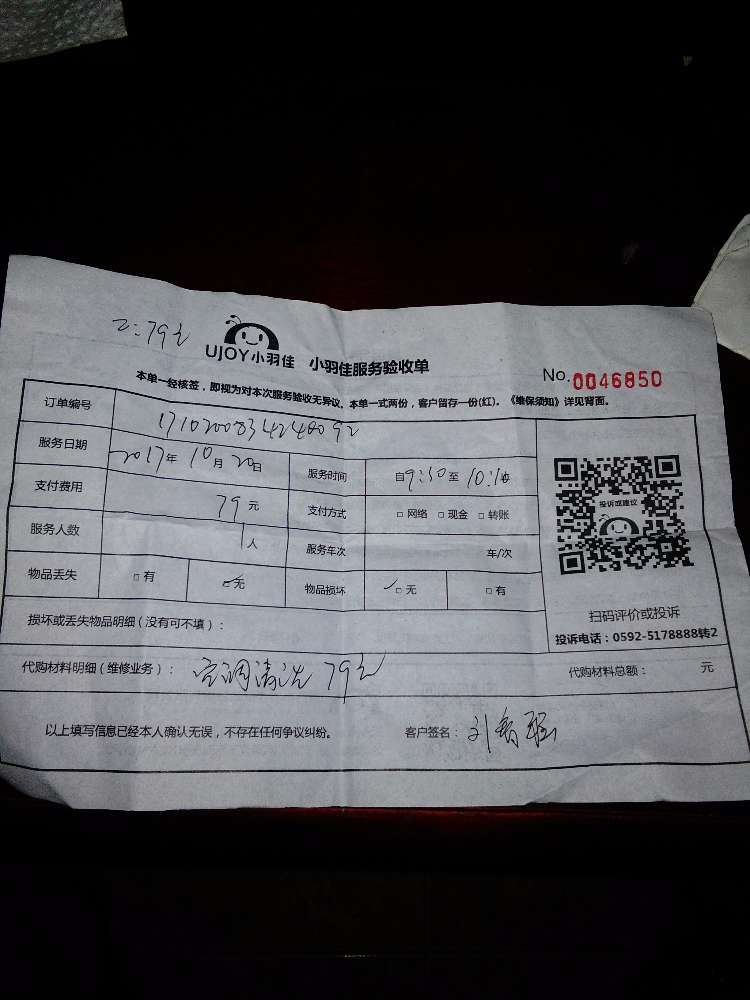 2:79元
UJOY小羽佳 小羽佳服务验收单 No.0046850
本单一经核签，即视为对本次服务验收无异议。本单一式两份，客户留存一份(红)。《维保须知》详见背面。
订单编号 171020083424248092
服务日期 2017年10月20日 服务时间 自9:30至10:10
支付费用 79元 支付方式 □网络 □现金 □转账
服务人数 1人 服务车次 车/次
物品丢失 □有 □无 物品损坏 □无 □有
投诉或建议
扫码评价或投诉
投诉电话：0592-5178888转2
损坏或丢失物品明细（没有可不填）：
代购材料明细（维修业务）： 空调清洗 79元 代购材料总额： 元
以上填写信息已经本人确认无误，不存在任何争议纠纷。 客户签名：刘